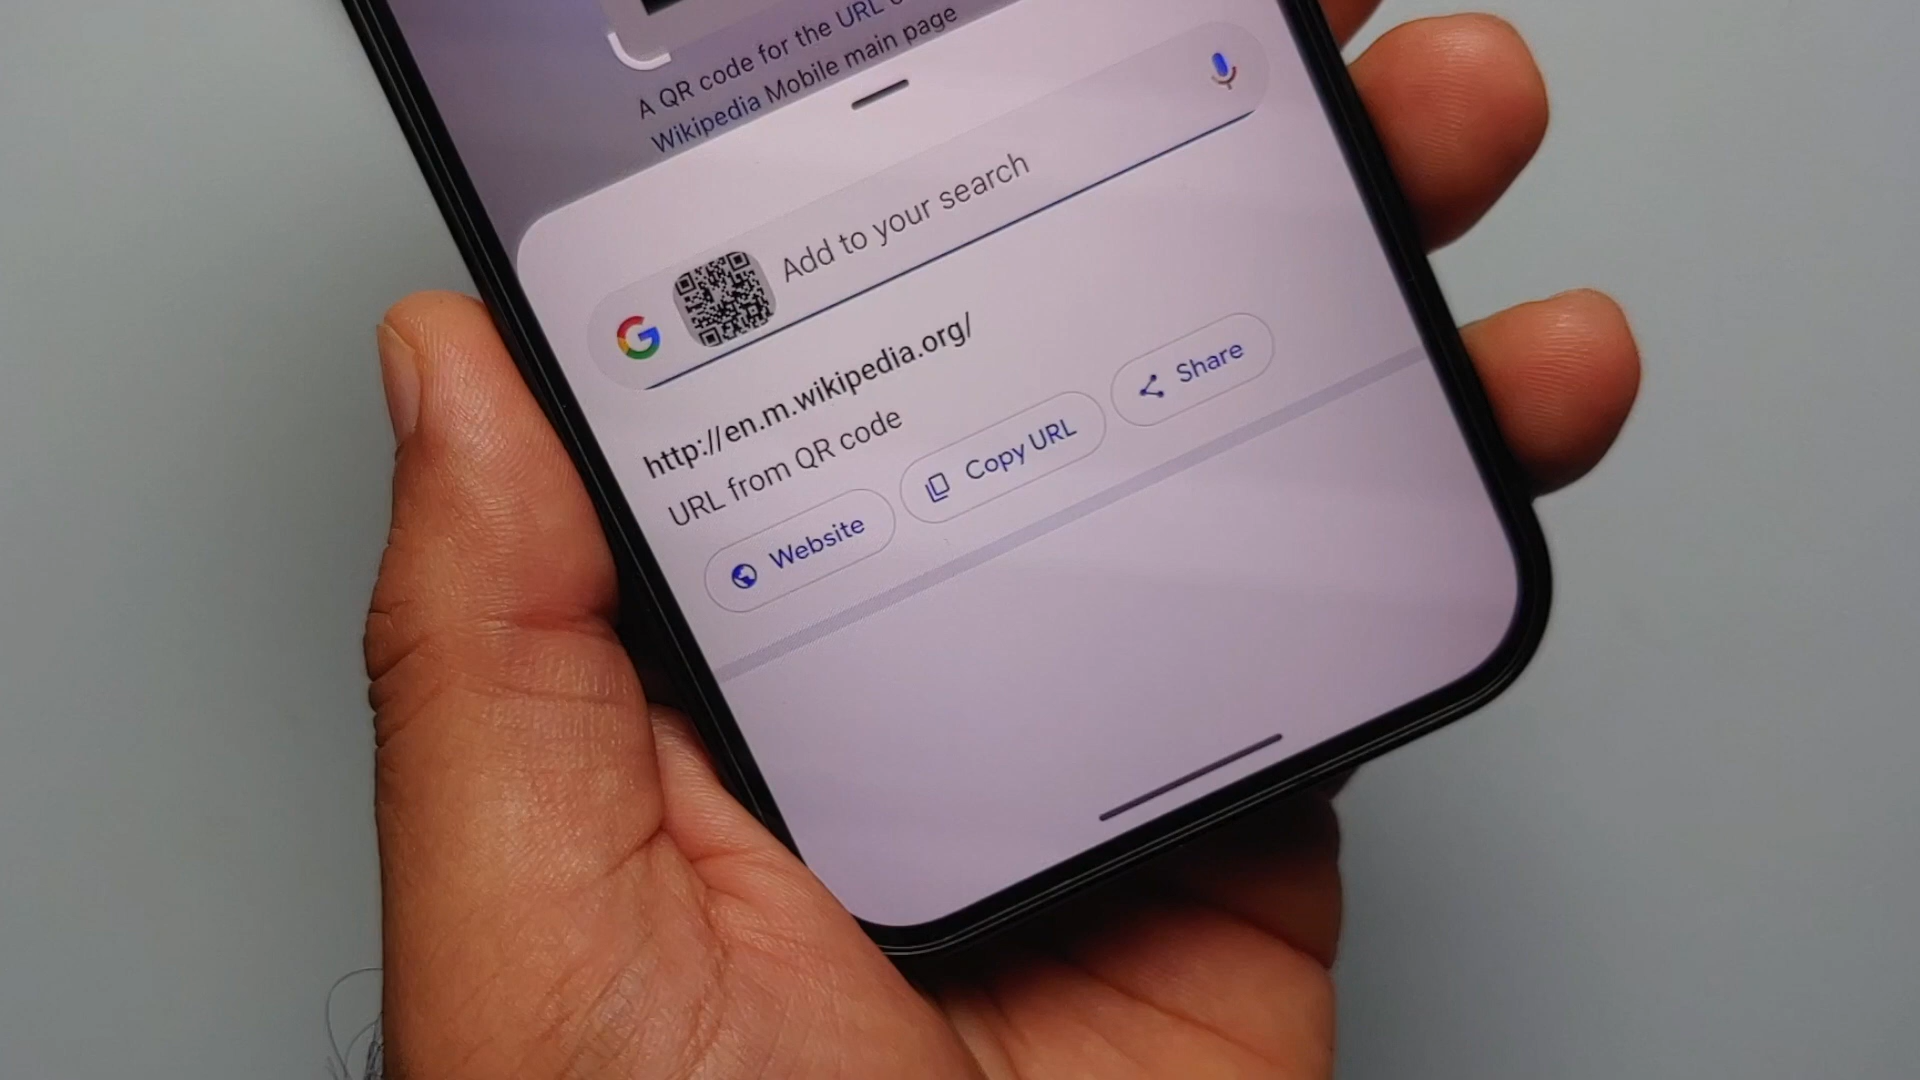 A QR code for the URL
Wikipedia Mobile main page
Add to your search
http://en.m.wikipedia.org/
URL from QR code
Website
Copy URL
Share